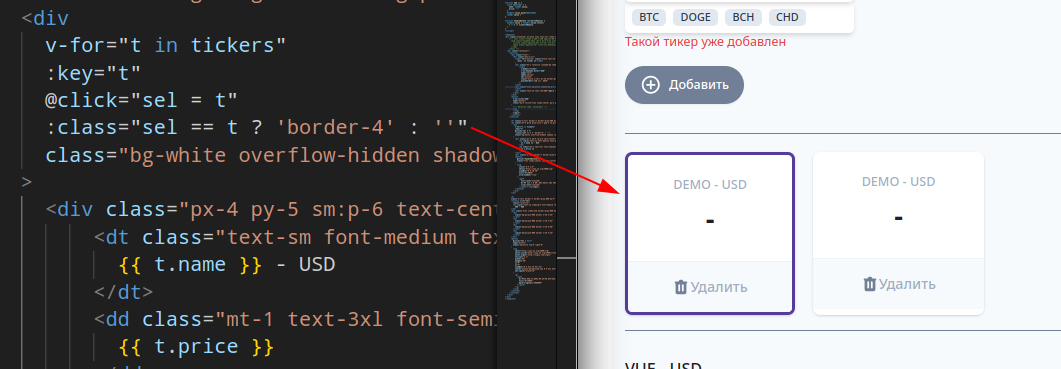 <div
v-for="t in tickers"
:key="t"
@click="sel = t"
:class="sel == t ? 'border-4' : ''"
class="bg-white overflow-hidden shadow
>
<div class="px-4 py-5 sm:p-6 text-cent
<dt class="text-sm font-medium tex
{{ t.name }} - USD
</dt>
<dd class="mt-1 text-3xl font-sem
{{ t.price }}
BTC DOGE BCH CHD
Такой тикер уже добавлен
Добавить
DEMO - USD
-
Удалить
DEMO - USD
-
Удалить
VUE - USD